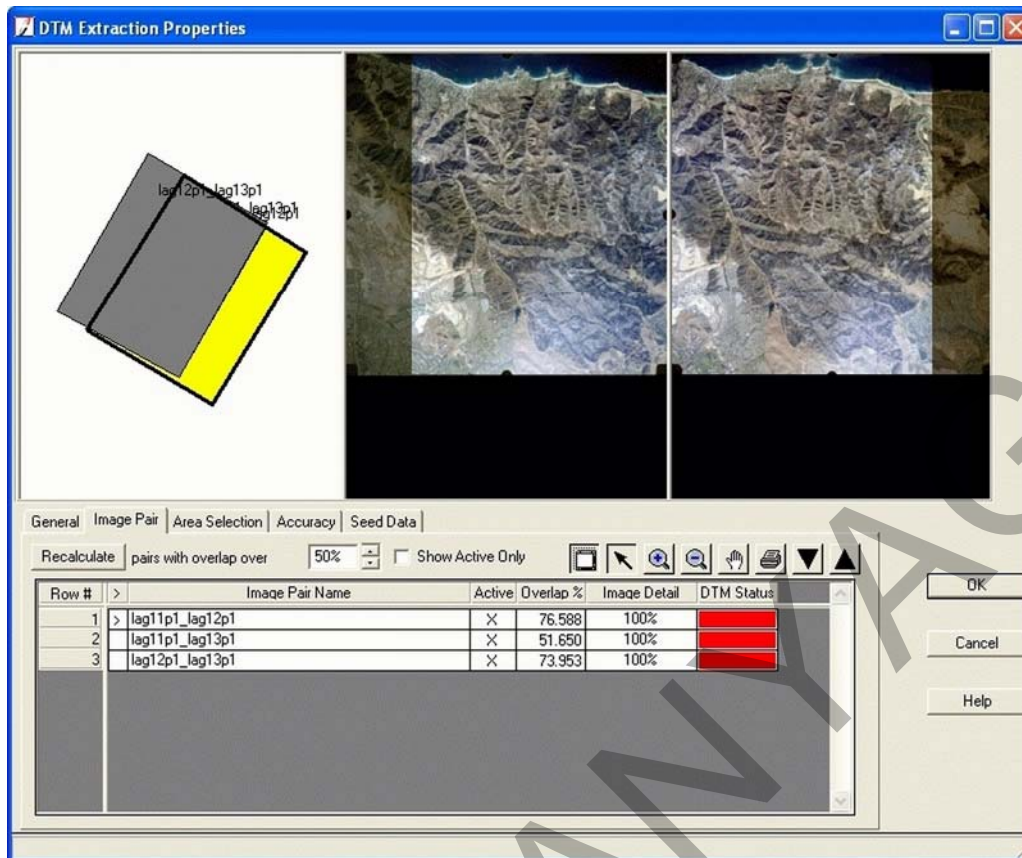 DTM Extraction Properties
lag12p1_lag13p1
General Image Pair Area Selection Accuracy Seed Data
Recalculate pairs with overlap over 50% Show Active Only
Row # > Image Pair Name Active Overlap % Image Detail DTM Status
1 > lag11p1_lag12p1 X 76.588 100%
2 lag11p1_lag13p1 X 51.650 100%
3 lag12p1_lag13p1 X 73.953 100%
OK
Cancel
Help